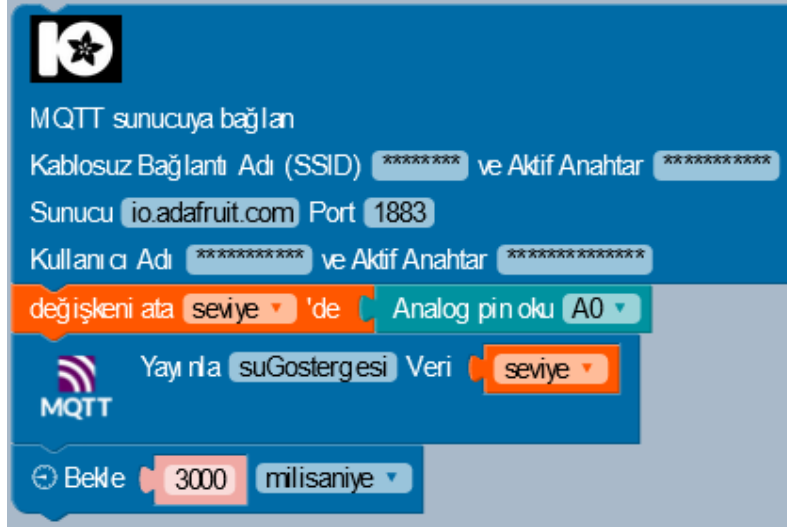 MQTT sunucuya bağlan
Kablosuz Bağlantı Adı (SSID) ******** ve Aktif Anahtar ***********
Sunucu io.adafruit.com Port 1883
Kullanıcı Adı *********** ve Aktif Anahtar **************
değişkeni ata seviye 'de Analog pin oku A0
Yayınla suGostergesi Veri seviye
MQTT
Bekle 3000 milisaniye